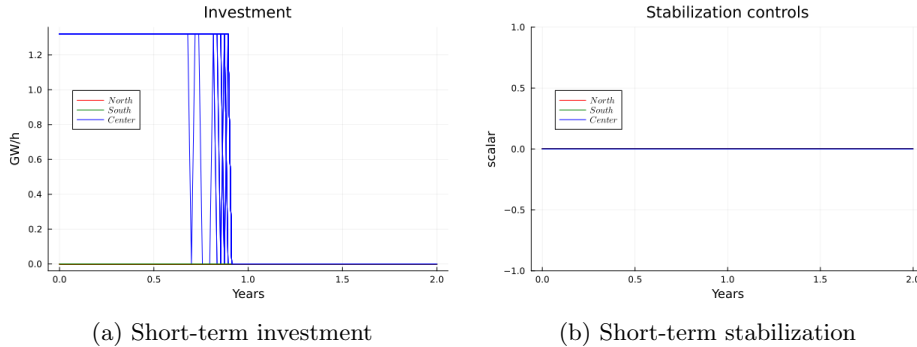 Investment
GW/h
1.2
1.0
0.8
0.6
0.4
0.2
0.0
North
South
Center
0.0 0.5 1.0 1.5 2.0
Years
(a) Short-term investment
Stabilization controls
scalar
1.0
0.5
0.0
−0.5
−1.0
North
South
Center
0.0 0.5 1.0 1.5 2.0
Years
(b) Short-term stabilization